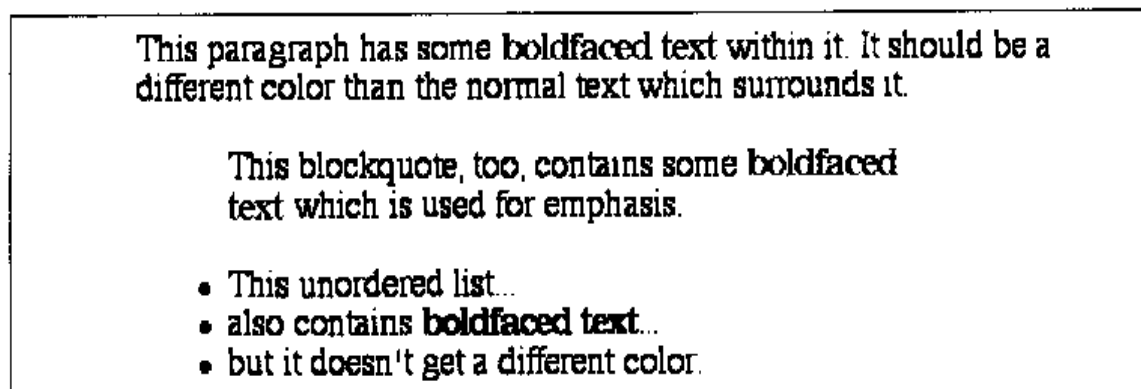 This paragraph has some boldfaced text within it. It should be a
different color than the normal text which surrounds it.
This blockquote, too, contains some boldfaced
text which is used for emphasis.
• This unordered list...
• also contains boldfaced text...
• but it doesn't get a different color.